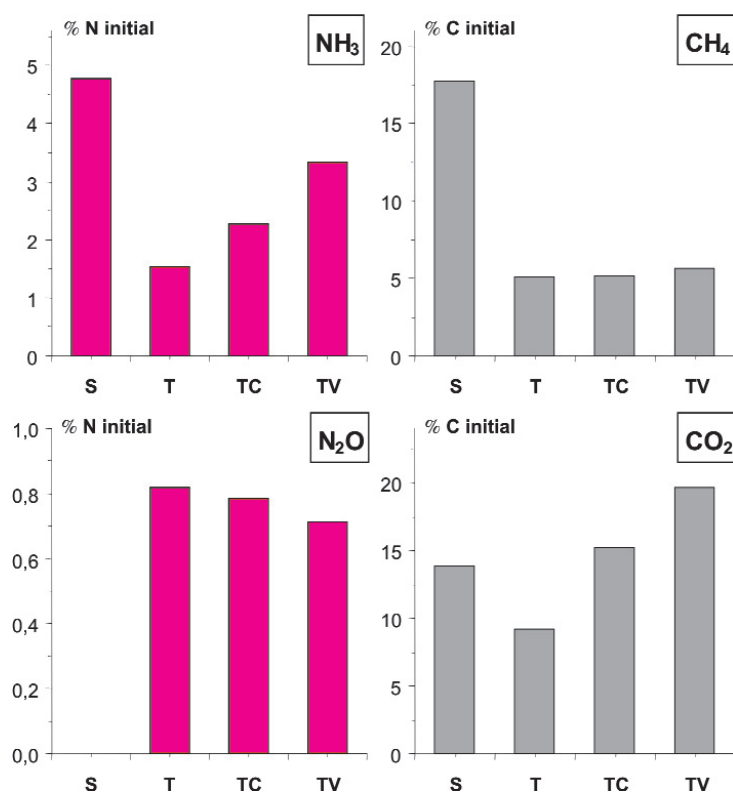 % N initial
NH₃
5
4
3
2
1
0
S T TC TV
% C initial
CH₄
20
15
10
5
0
S T TC TV
% N initial
N₂O
1,0
0,8
0,6
0,4
0,2
0,0
S T TC TV
% C initial
CO₂
20
15
10
5
0
S T TC TV